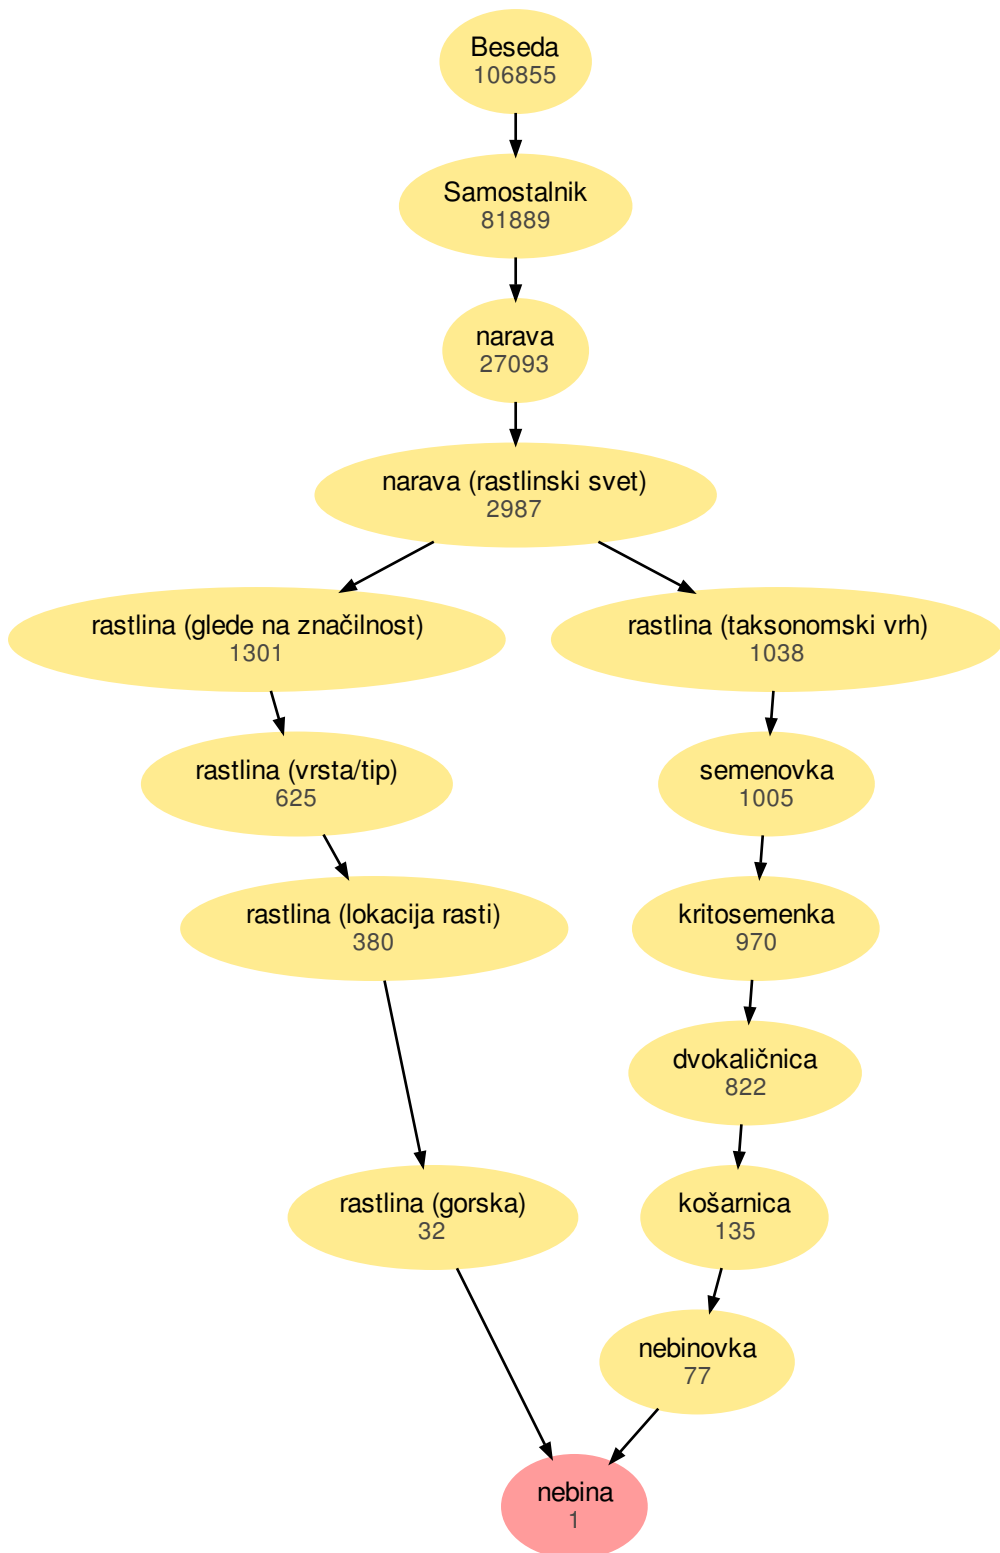 Beseda
106855
Samostalnik
81889
narava
27093
narava (rastlinski svet)
2987
rastlina (glede na značilnost)
1301
rastlina (taksonomski vrh)
1038
rastlina (vrsta/tip)
625
semenovka
1005
rastlina (lokacija rasti)
380
kritosemenka
970
dvokaličnica
822
rastlina (gorska)
32
košarnica
135
nebinovka
77
nebina
1